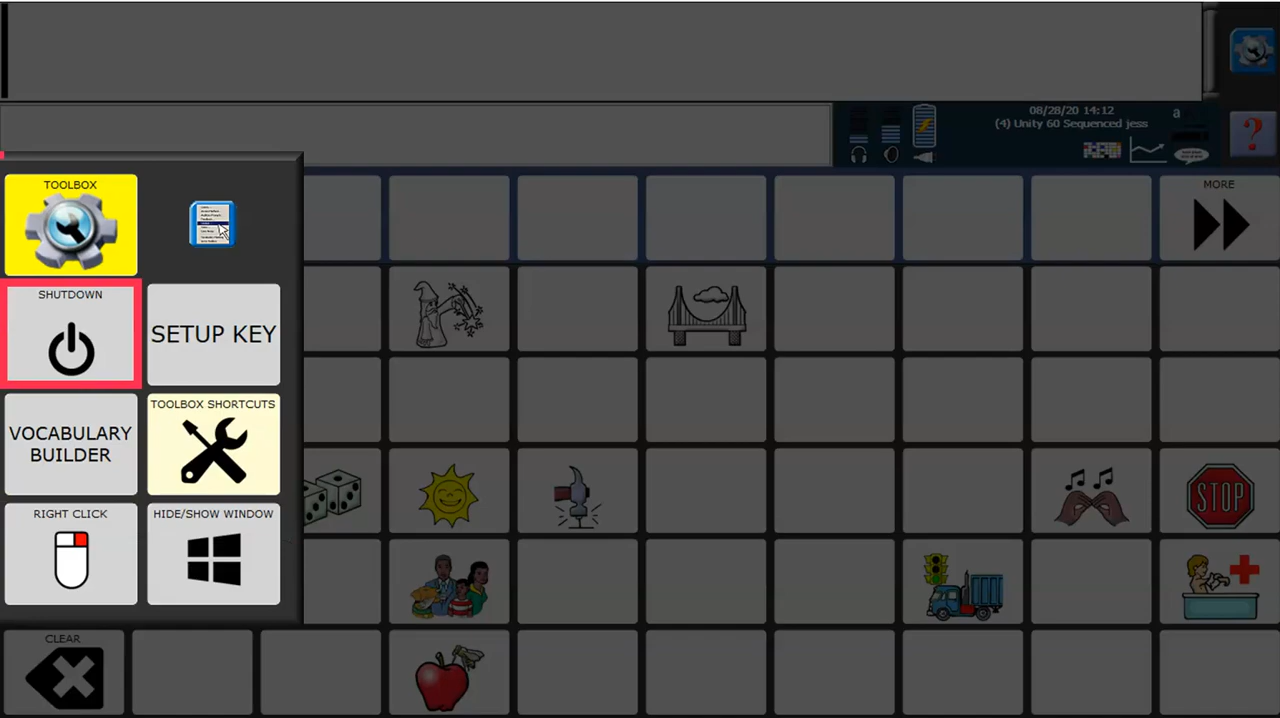 08/28/20 14:12
a
(4) Unity 60 Sequenced jess
?
TOOLBOX
MORE
SHUTDOWN
SETUP KEY
VOCABULARY
BUILDER
TOOLBOX SHORTCUTS
STOP
RIGHT CLICK
HIDE/SHOW WINDOW
CLEAR